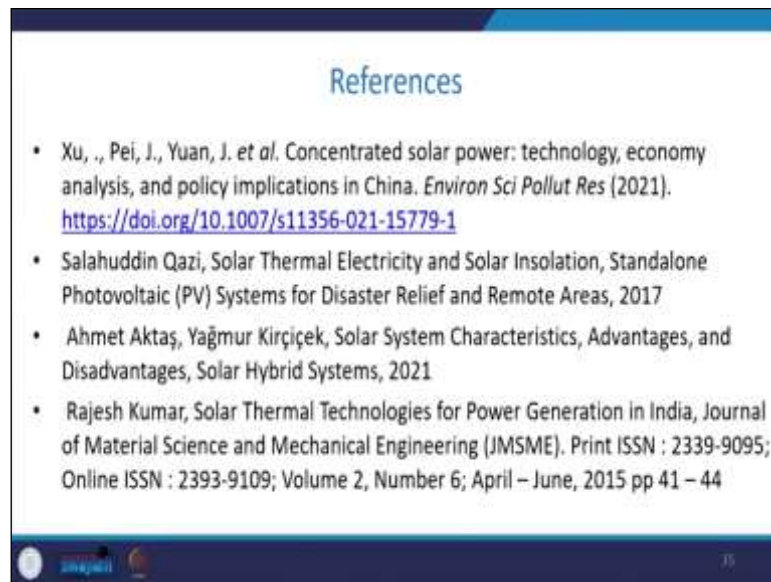 References
• Xu, ., Pei, J., Yuan, J. et al. Concentrated solar power: technology, economy
analysis, and policy implications in China. Environ Sci Pollut Res (2021).
https://doi.org/10.1007/s11356-021-15779-1
• Salahuddin Qazi, Solar Thermal Electricity and Solar Insolation, Standalone
Photovoltaic (PV) Systems for Disaster Relief and Remote Areas, 2017
• Ahmet Aktaş, Yağmur Kirçiçek, Solar System Characteristics, Advantages, and
Disadvantages, Solar Hybrid Systems, 2021
• Rajesh Kumar, Solar Thermal Technologies for Power Generation in India, Journal
of Material Science and Mechanical Engineering (JMSME). Print ISSN : 2339-9095;
Online ISSN : 2393-9109; Volume 2, Number 6; April – June, 2015 pp 41 – 44